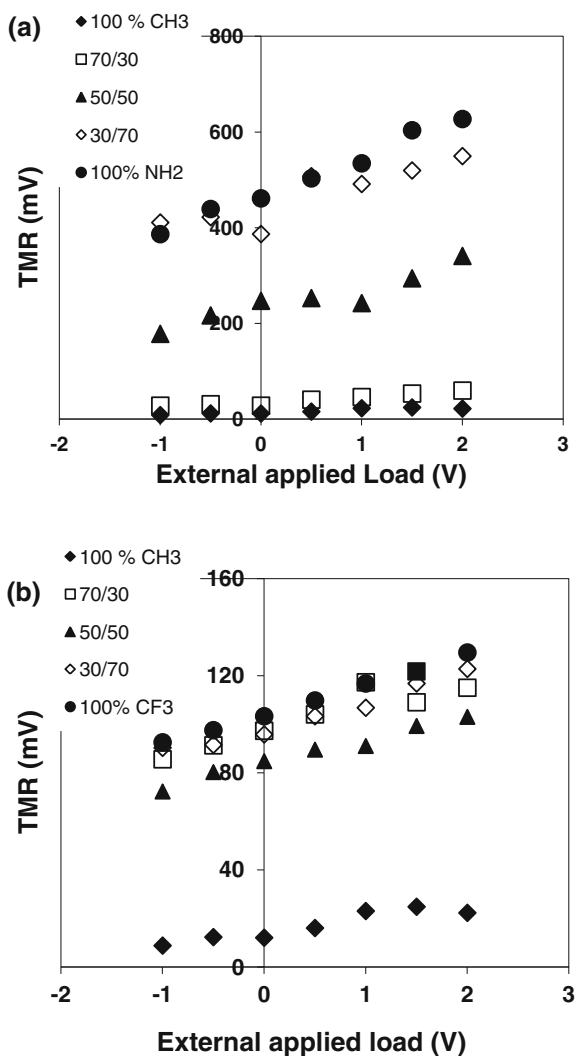 (a)
100 % CH3
70/30
50/50
30/70
100% NH2
TMR (mV)
800
600
400
200
0
-2 -1 0 1 2 3
External applied Load (V)
(b)
100 % CH3
70/30
50/50
30/70
100% CF3
TMR (mV)
160
120
80
40
0
-2 -1 0 1 2 3
External applied load (V)